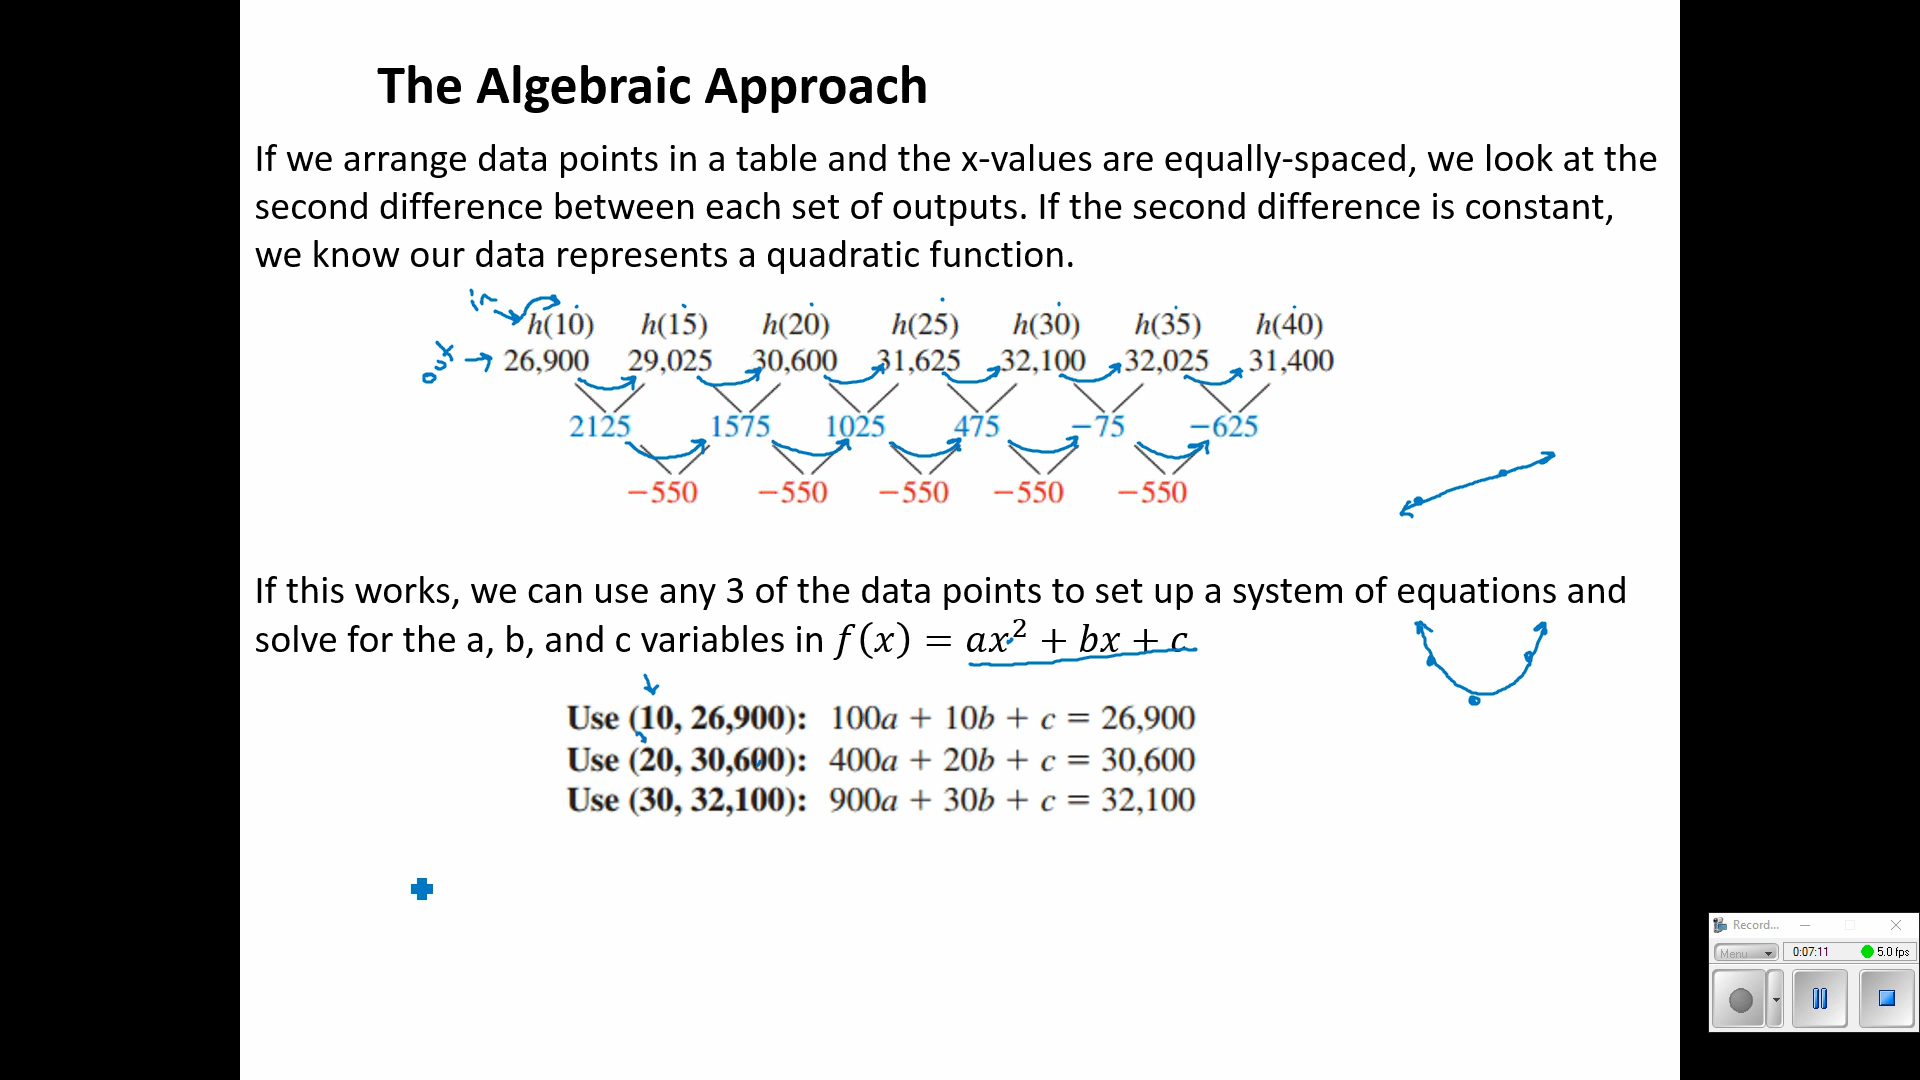 The Algebraic Approach
If we arrange data points in a table and the x-values are equally-spaced, we look at the
second difference between each set of outputs. If the second difference is constant,
we know our data represents a quadratic function.
in
h(10) h(15) h(20) h(25) h(30) h(35) h(40)
out → 26,900 29,025 30,600 31,625 32,100 32,025 31,400
2125 1575 1025 475 −75 −625
−550 −550 −550 −550 −550
If this works, we can use any 3 of the data points to set up a system of equations and
solve for the a, b, and c variables in f(x) = ax² + bx + c
Use (10, 26,900): 100a + 10b + c = 26,900
Use (20, 30,600): 400a + 20b + c = 30,600
Use (30, 32,100): 900a + 30b + c = 32,100
Record...
Menu 0:07:11 5.0 fps